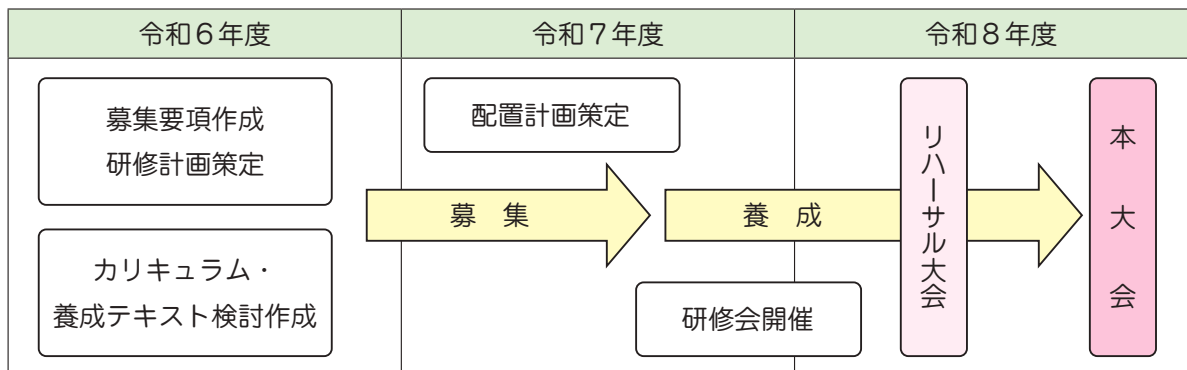 令和６年度
令和７年度
令和８年度
募集要項作成
研修計画策定
カリキュラム・
養成テキスト検討作成
配置計画策定
募　集
養　成
研修会開催
リハーサル大会
本大会